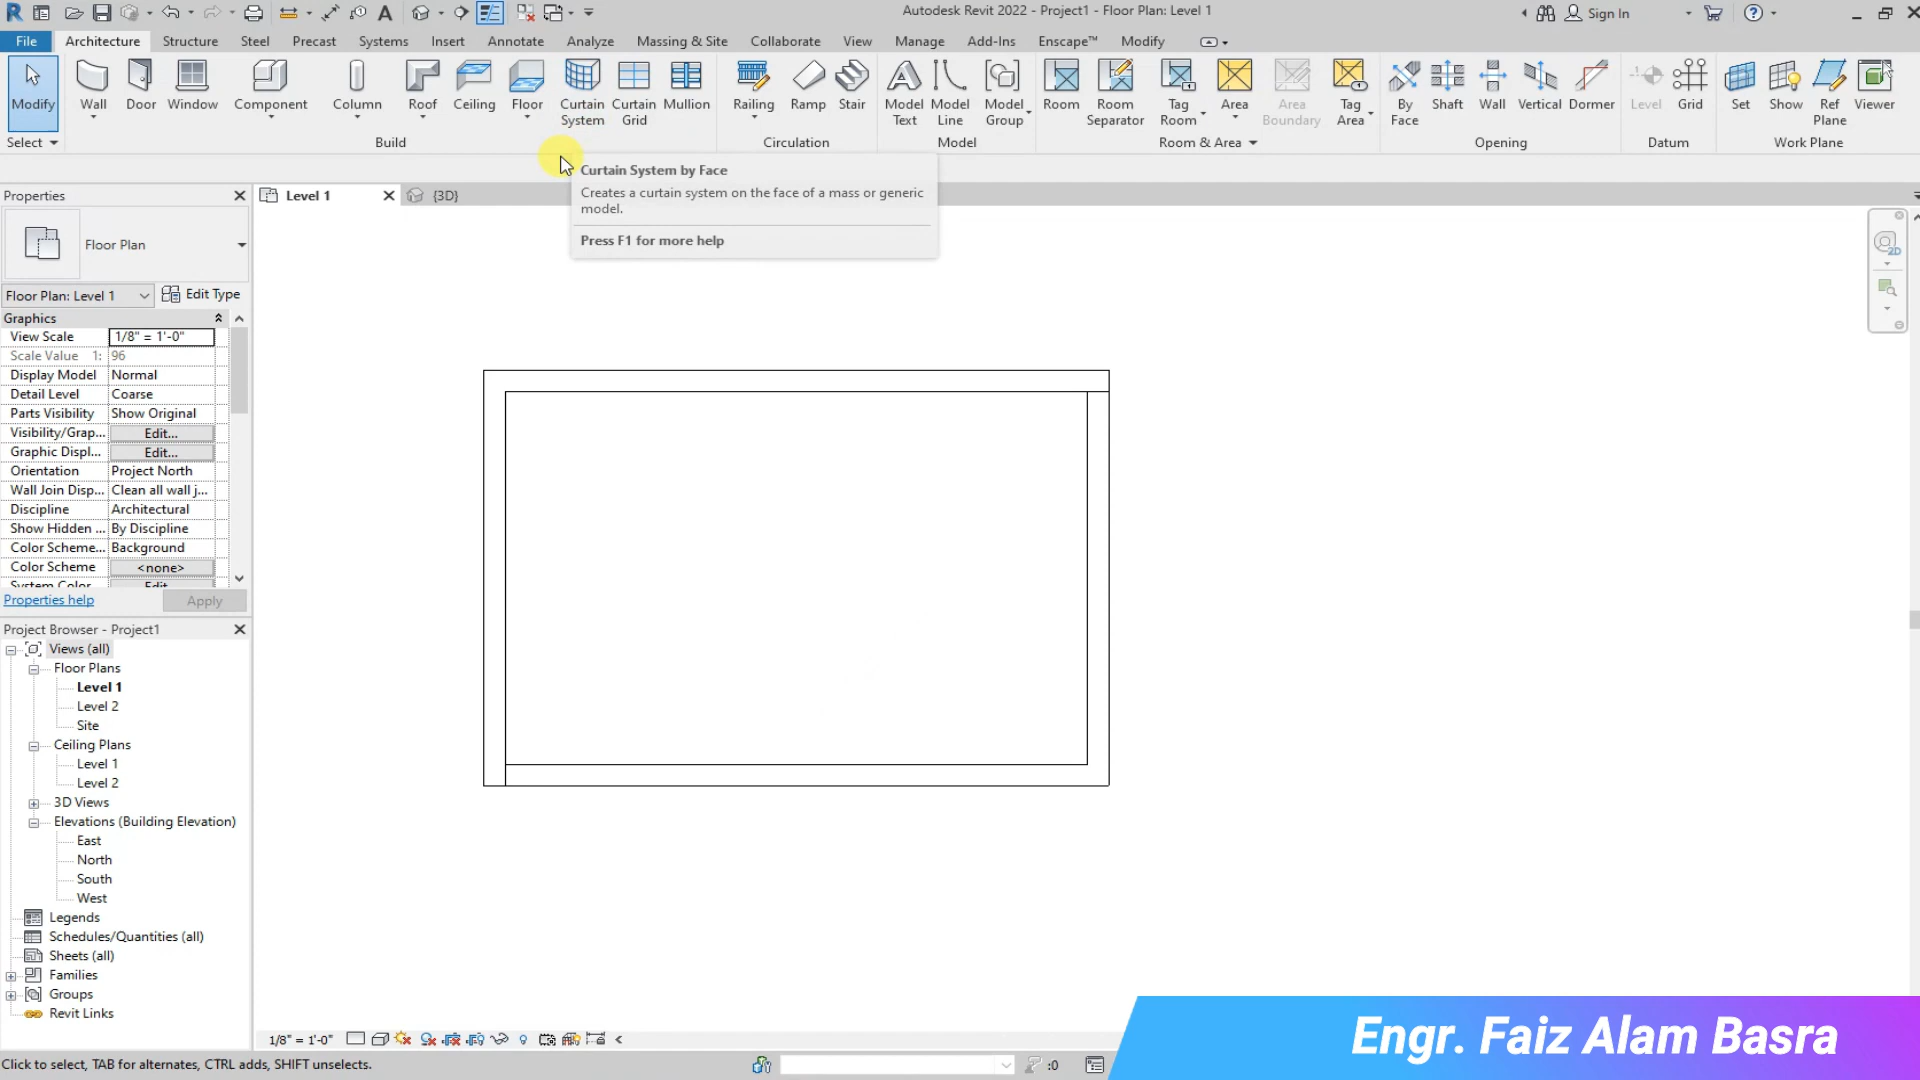 Autodesk Revit 2022 - Project1 - Floor Plan: Level 1
Sign In
File Architecture Structure Steel Precast Systems Insert Annotate Analyze Massing & Site Collaborate View Manage Add-Ins Enscape™ Modify
Modify Wall Door Window Component Column Roof Ceiling Floor Curtain System Curtain Grid Mullion Railing Ramp Stair Model Text Model Line Model Group Room Room Separator Tag Room Area Area Boundary Tag Area By Face Shaft Wall Vertical Dormer Level Grid Set Show Ref Plane Viewer
Select Build Circulation Model Room & Area Opening Datum Work Plane
Curtain System by Face
Creates a curtain system on the face of a mass or generic
model.
Press F1 for more help
Properties
Level 1
{3D}
Floor Plan
Floor Plan: Level 1
Edit Type
Graphics
View Scale 1/8" = 1'-0"
Scale Value 1: 96
Display Model Normal
Detail Level Coarse
Parts Visibility Show Original
Visibility/Grap... Edit...
Graphic Displ... Edit...
Orientation Project North
Wall Join Disp... Clean all wall j...
Discipline Architectural
Show Hidden ... By Discipline
Color Scheme... Background
Color Scheme <none>
System Color Edit
Properties help
Apply
Project Browser - Project1
Views (all)
Floor Plans
Level 1
Level 2
Site
Ceiling Plans
Level 1
Level 2
3D Views
Elevations (Building Elevation)
East
North
South
West
Legends
Schedules/Quantities (all)
Sheets (all)
Families
Groups
Revit Links
2D
1/8" = 1'-0"
Click to select, TAB for alternates, CTRL adds, SHIFT unselects.
:0
Engr. Faiz Alam Basra